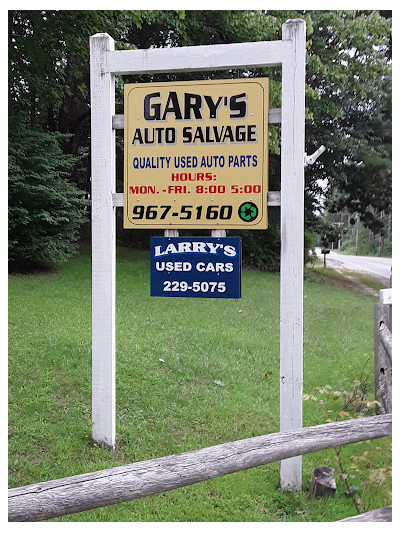 GARY'S
AUTO SALVAGE
QUALITY USED AUTO PARTS
HOURS:
MON.-FRI. 8:00 5:00
967-5160
LARRY'S
USED CARS
229-5075